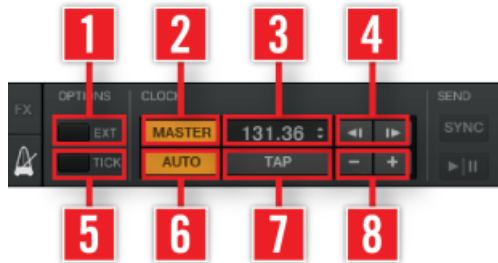 1 2 3 4
OPTIONS CLOCK SEND
FX EXT MASTER 131.36 SYNC
TICK AUTO TAP − +
5 6 7 8